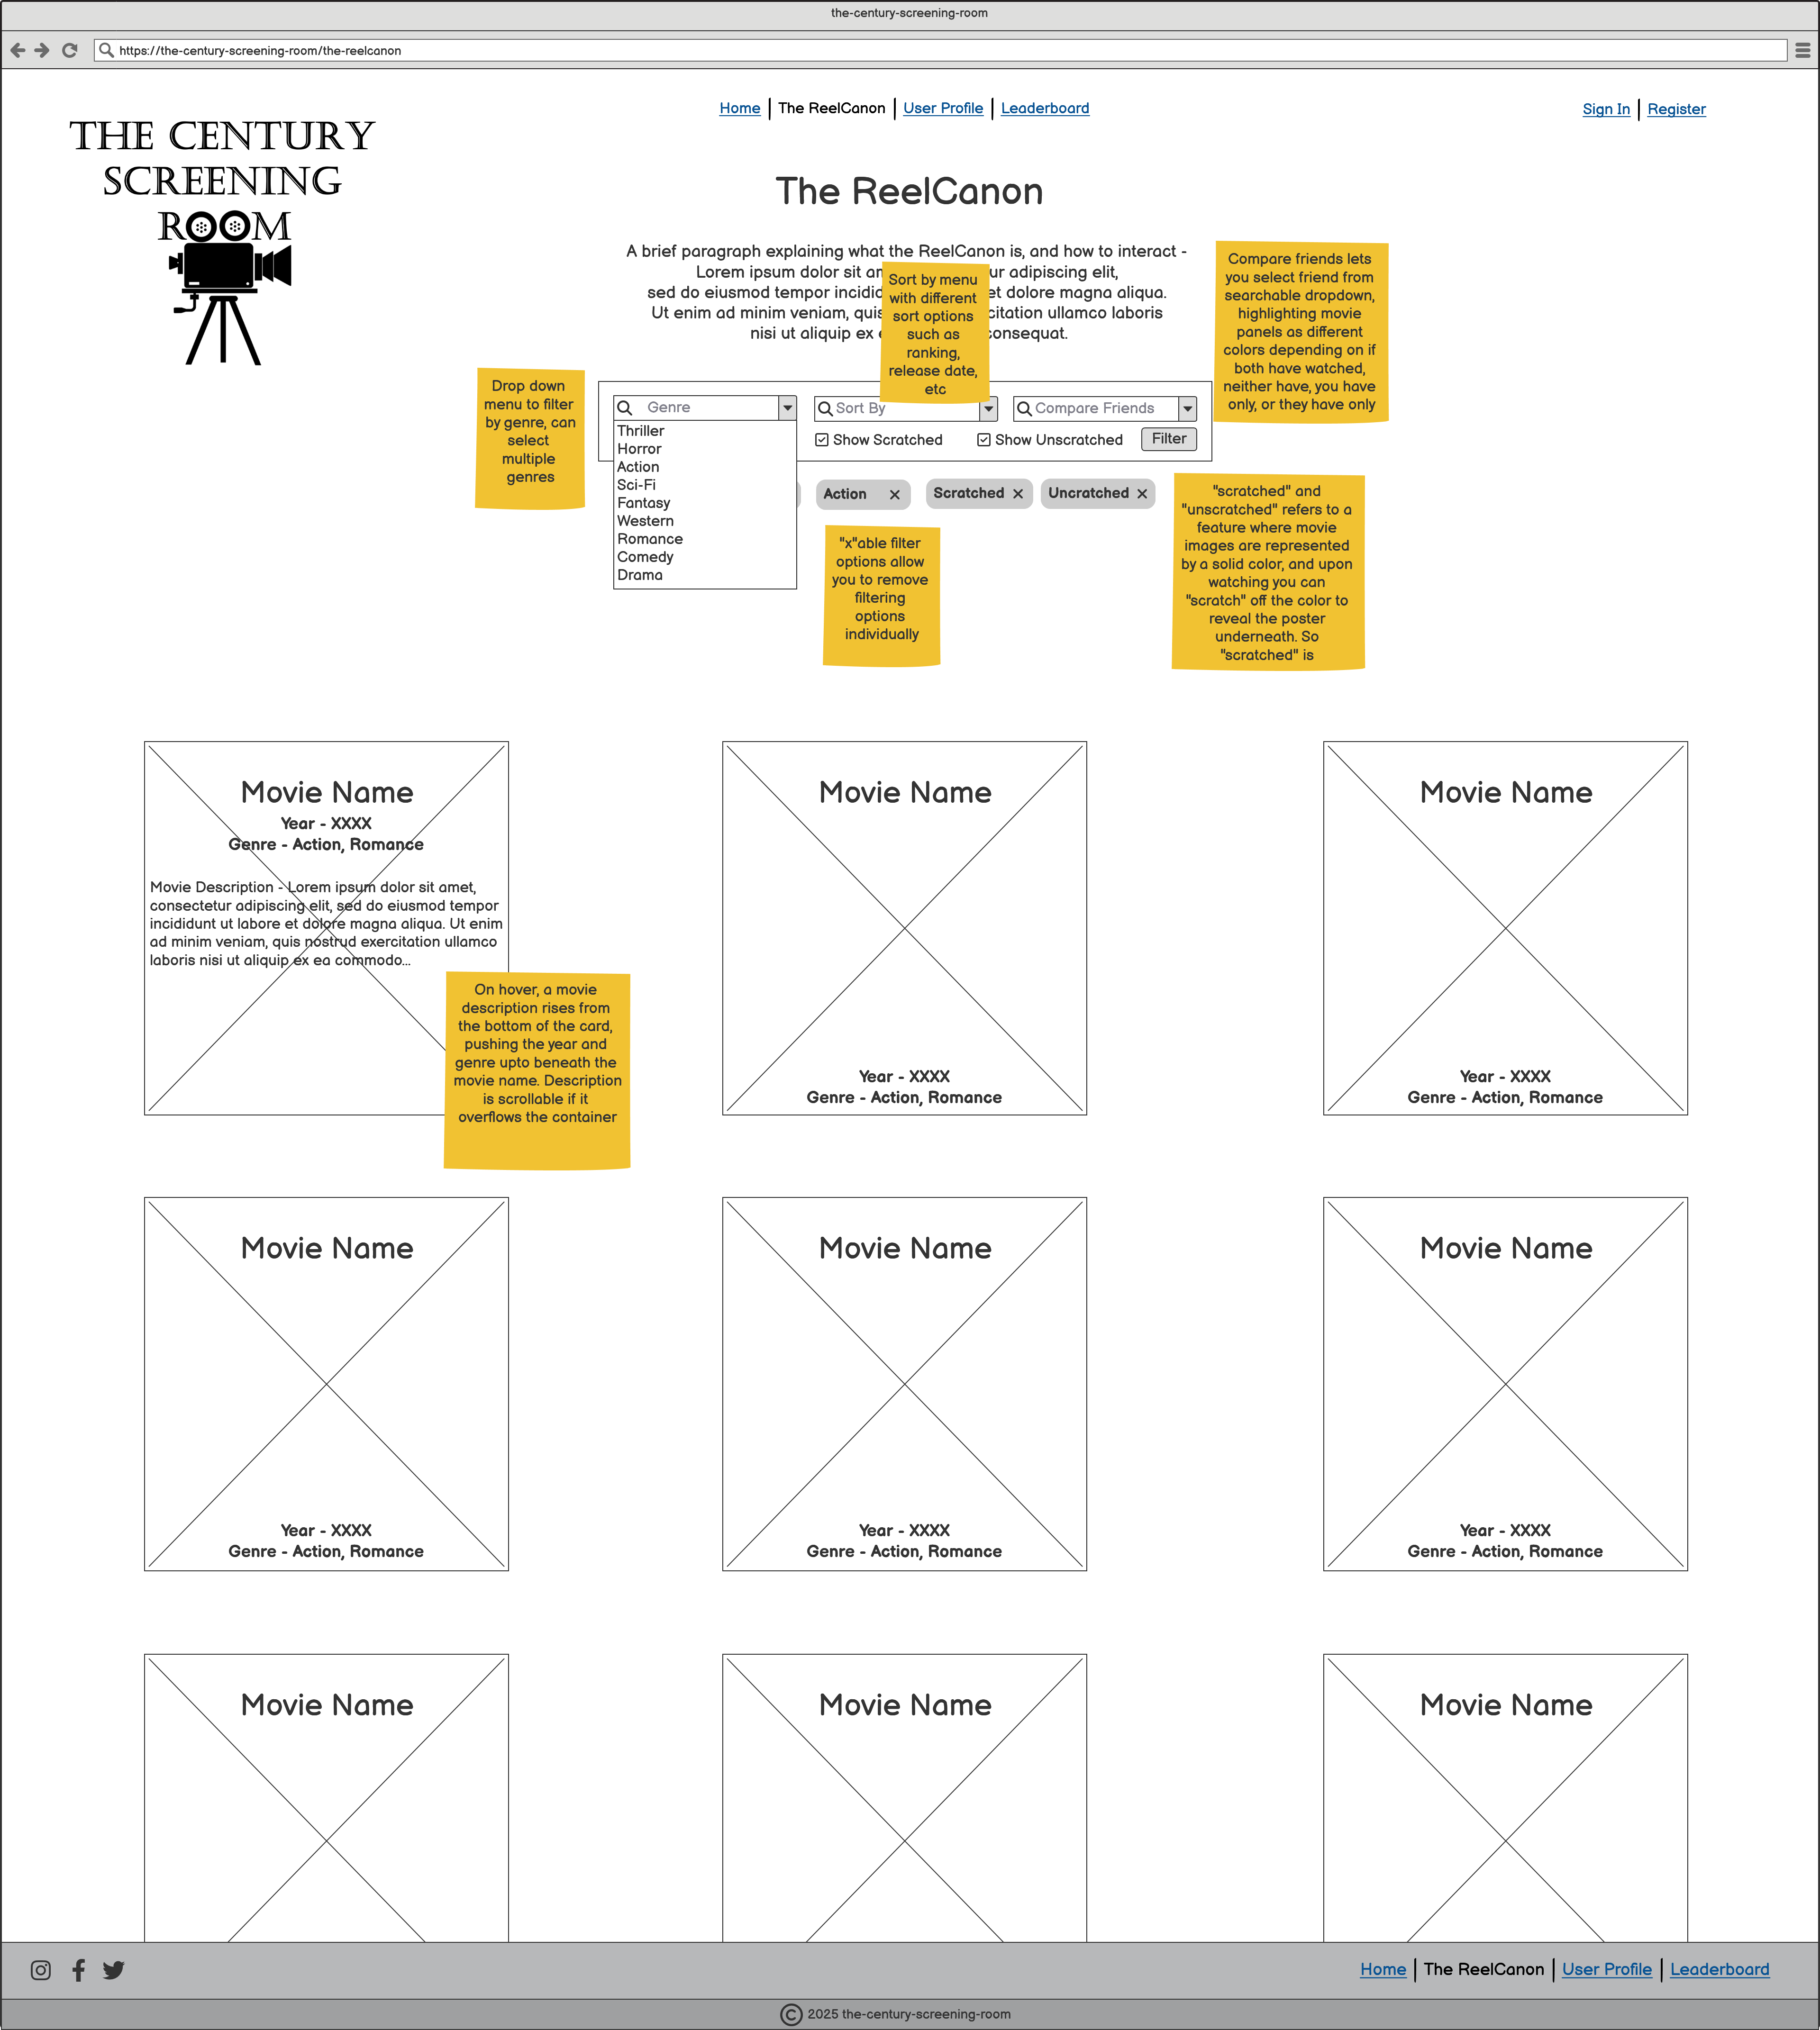 the-century-screening-room
https://the-century-screening-room/the-reelcanon
Home | The ReelCanon | User Profile | Leaderboard
Sign In | Register
THE CENTURY
SCREENING
ROOM
The ReelCanon
A brief paragraph explaining what the ReelCanon is, and how to interact -
Lorem ipsum dolor sit
adipiscing elit,
sed do eiusmod tempor
et dolore magna aliqua.
Ut enim ad minim veniam,
ullamco laboris
nisi ut aliquip ex
Sort by menu
with different
sort options
such as
ranking,
release date,
etc
Compare friends lets
you select friend from
searchable dropdown,
highlighting movie
panels as different
colors depending on if
both have watched,
neither have, you have
only, or they have only
Drop down
menu to filter
by genre, can
select
multiple
genres
Genre
Sort By
Compare Friends
Show Scratched
Show Unscratched
Filter
Thriller
Horror
Action
Sci-Fi
Fantasy
Western
Romance
Comedy
Drama
Action
Scratched
Uncratched
"x"able filter
options allow
you to remove
filtering
options
individually
"scratched" and
"unscratched" refers to a
feature where movie
images are represented
by a solid color, and upon
watching you can
"scratch" off the color to
reveal the poster
underneath. So
"scratched" is
Movie Name
Year - XXXX
Genre - Action, Romance
Movie Description - Lorem ipsum dolor sit amet,
consectetur adipiscing elit, sed do eiusmod tempor
incididunt ut labore et dolore magna aliqua. Ut enim
ad minim veniam, quis nostrud exercitation ullamco
laboris nisi ut aliquip ex ea commodo...
On hover, a movie
description rises from
the bottom of the card,
pushing the year and
genre upto beneath the
movie name. Description
is scrollable if it
overflows the container
Movie Name
Year - XXXX
Genre - Action, Romance
Movie Name
Year - XXXX
Genre - Action, Romance
Movie Name
Year - XXXX
Genre - Action, Romance
Movie Name
Year - XXXX
Genre - Action, Romance
Movie Name
Year - XXXX
Genre - Action, Romance
Movie Name
Movie Name
Movie Name
Home | The ReelCanon | User Profile | Leaderboard
© 2025 the-century-screening-room